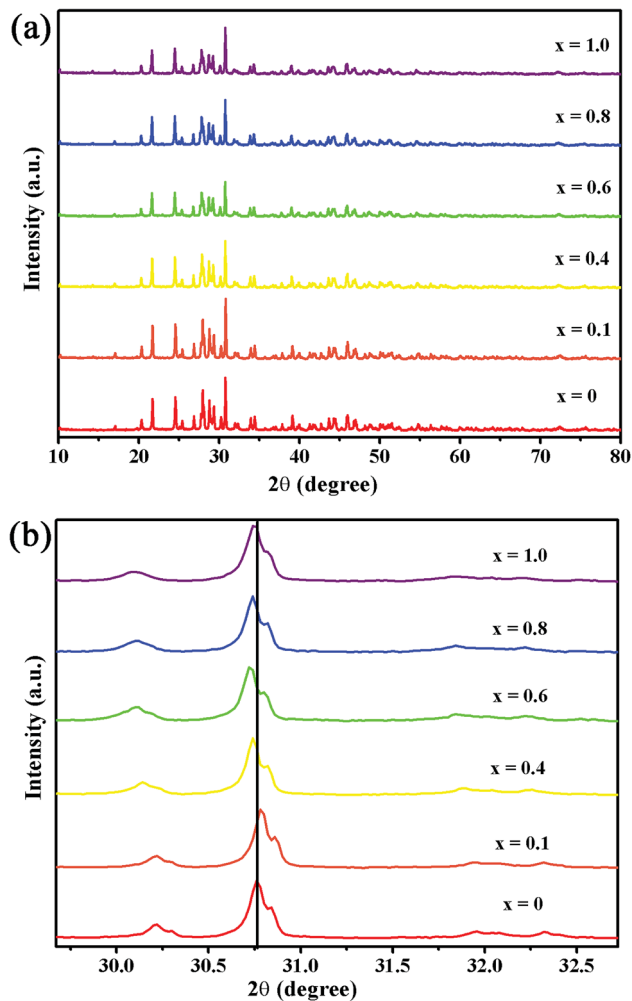 (a)
x = 1.0
x = 0.8
x = 0.6
x = 0.4
x = 0.1
x = 0
Intensity (a.u.)
10 20 30 40 50 60 70 80
2θ (degree)
(b)
x = 1.0
x = 0.8
x = 0.6
x = 0.4
x = 0.1
x = 0
Intensity (a.u.)
30.0 30.5 31.0 31.5 32.0 32.5
2θ (degree)